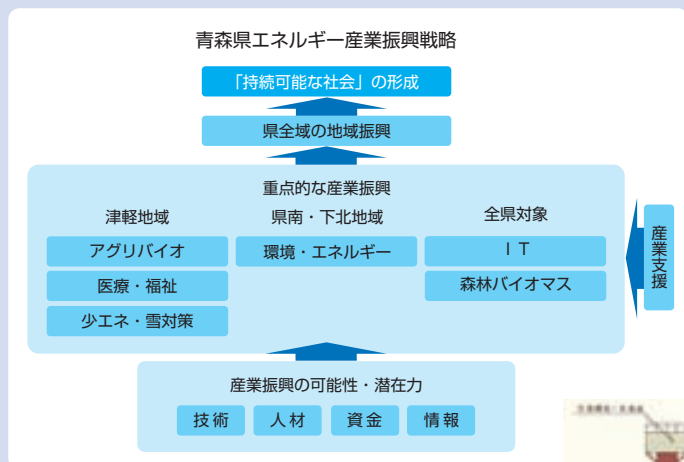 青森県エネルギー産業振興戦略
「持続可能な社会」の形成
県全域の地域振興
重点的な産業振興
津軽地域
アグリバイオ
医療・福祉
少エネ・雪対策
県南・下北地域
環境・エネルギー
全県対象
IT
森林バイオマス
産業支援
産業振興の可能性・潜在力
技術
人材
資金
情報